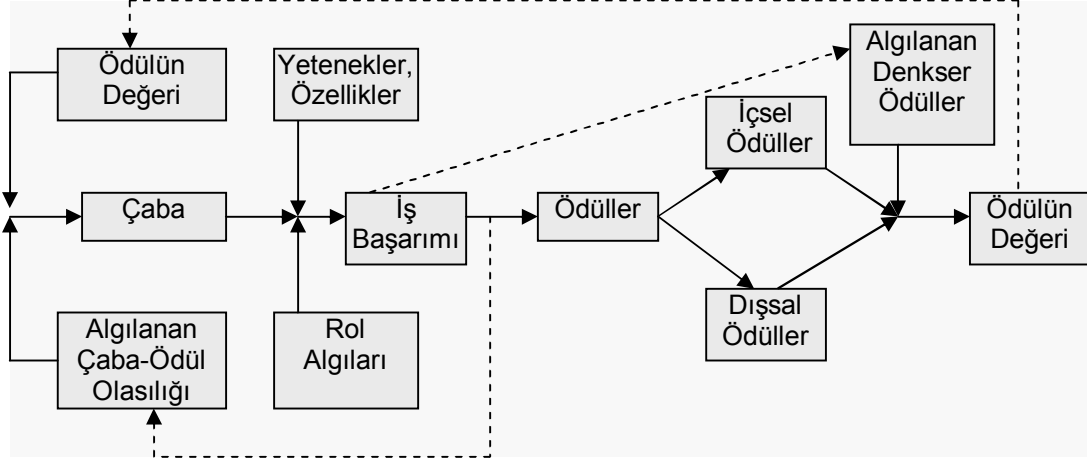 Ödülün
Değeri
Yetenekler,
Özellikler
Algılanan
Denkser
Ödüller
İçsel
Ödüller
Çaba
İş
Başarımı
Ödüller
Ödülün
Değeri
Algılanan
Çaba-Ödül
Olasılığı
Rol
Algıları
Dışsal
Ödüller